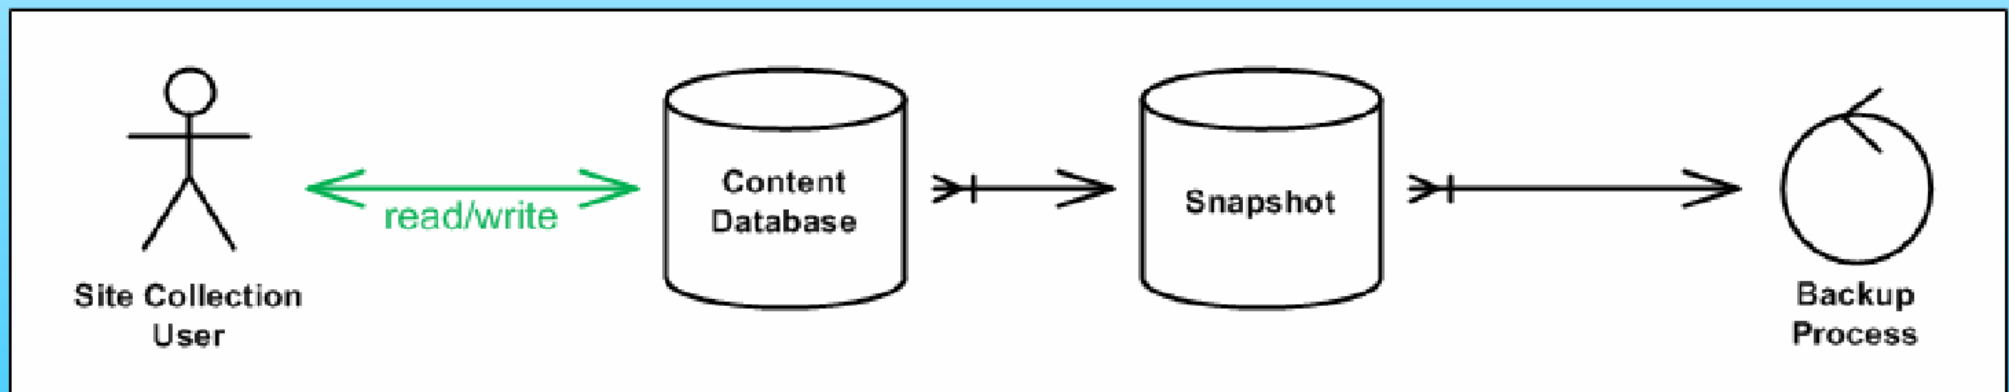 Site Collection
User
read/write
Content
Database
Snapshot
Backup
Process